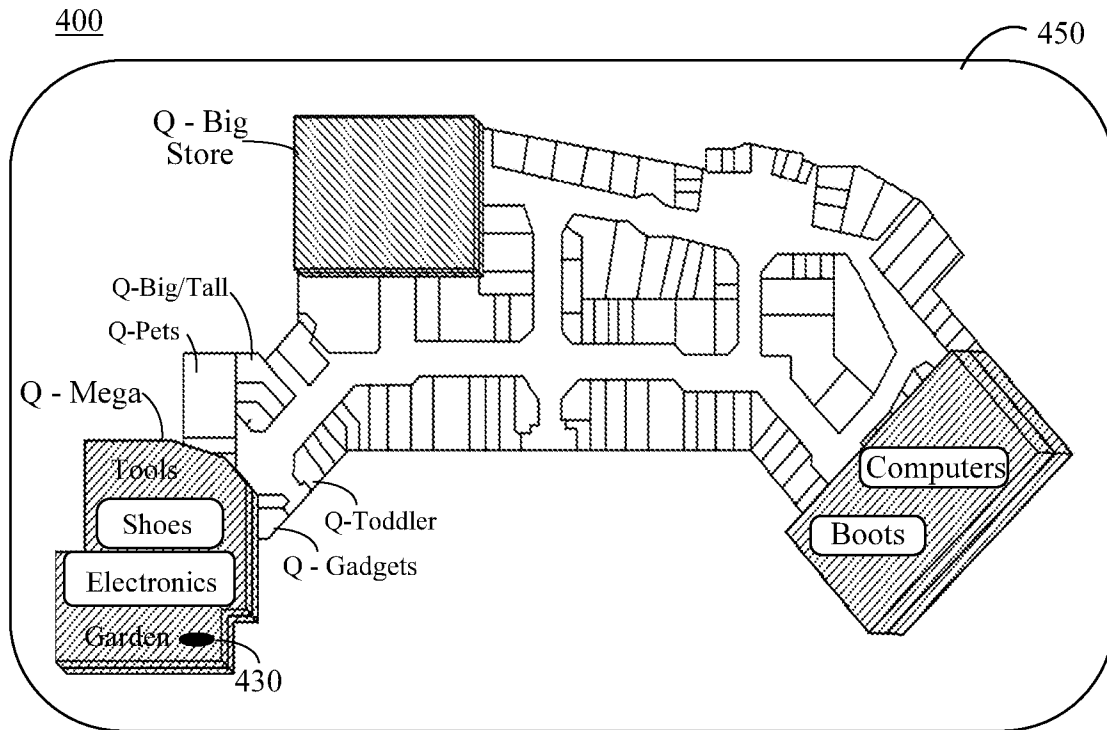 400
450
Q - Big
Store
Q-Big/Tall
Q-Pets
Q - Mega
Tools
Shoes
Electronics
Garden
430
Q-Toddler
Q - Gadgets
Computers
Boots